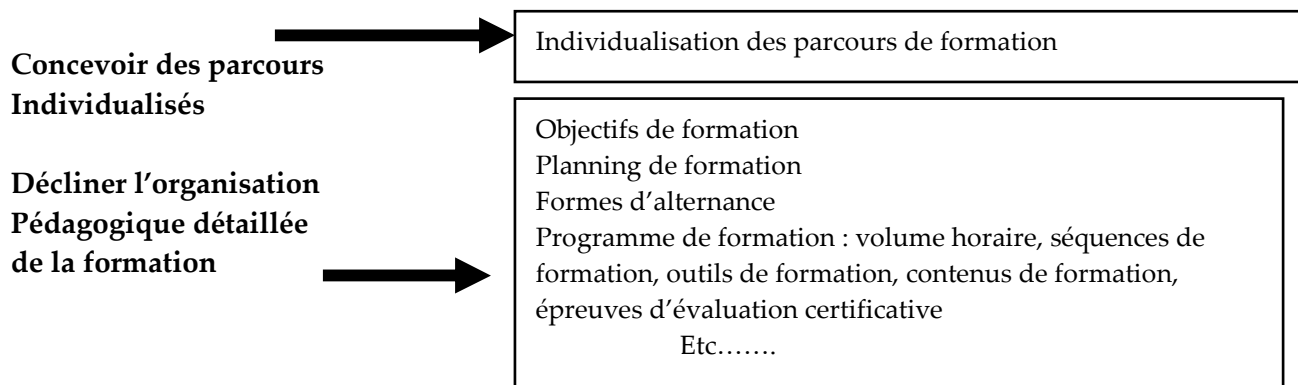 Concevoir des parcours
Individualisés
Individualisation des parcours de formation
Décliner l’organisation
Pédagogique détaillée
de la formation
Objectifs de formation
Planning de formation
Formes d’alternance
Programme de formation : volume horaire, séquences de
formation, outils de formation, contenus de formation,
épreuves d’évaluation certificative
Etc…….